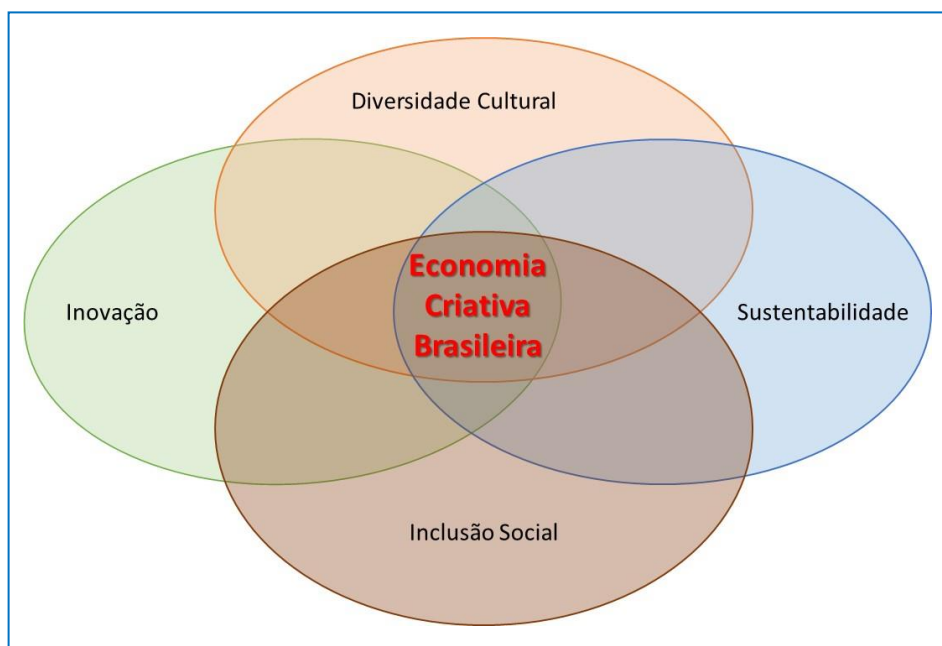 Diversidade Cultural
Economia
Criativa
Brasileira
Inovação
Sustentabilidade
Inclusão Social